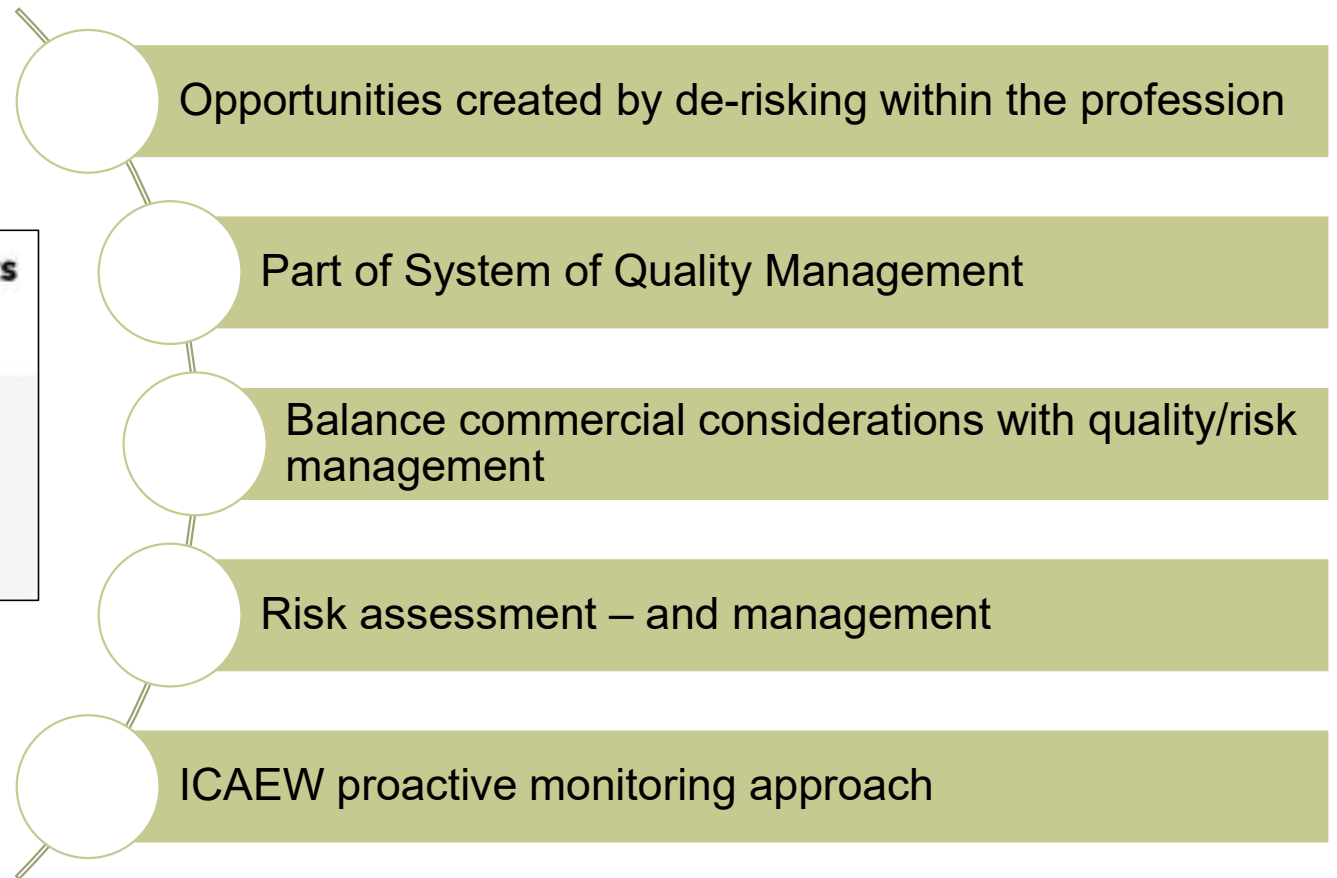 Opportunities created by de-risking within the profession
s
Part of System of Quality Management
Balance commercial considerations with quality/risk
management
Risk assessment – and management
ICAEW proactive monitoring approach